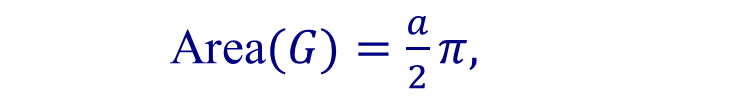 Area(G) = a/2 π,